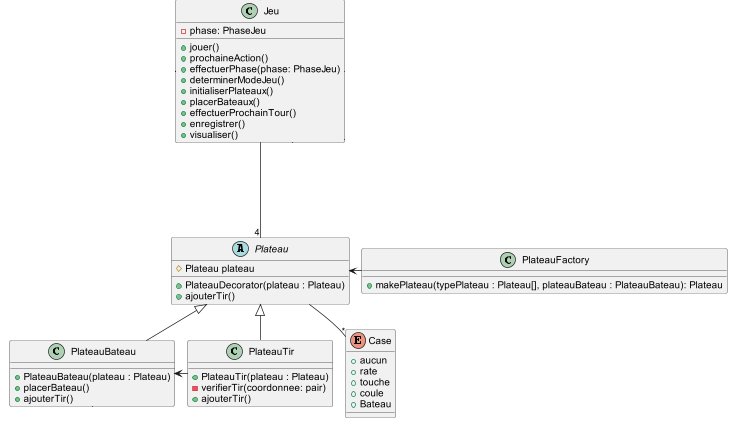 C Jeu
phase: PhaseJeu
jouer()
prochaineAction()
effectuerPhase(phase: PhaseJeu)
determinerModeJeu()
initialiserPlateaux()
placerBateaux()
effectuerProchainTour()
enregistrer()
visualiser()
4
A Plateau
Plateau plateau
PlateauDecorator(plateau : Plateau)
ajouterTir()
C PlateauFactory
makePlateau(typePlateau : Plateau[], plateauBateau : PlateauBateau): Plateau
C PlateauBateau
PlateauBateau(plateau : Plateau)
placerBateau()
ajouterTir()
C PlateauTir
PlateauTir(plateau : Plateau)
verifierTir(coordonnee: pair)
ajouterTir()
*
E Case
aucun
rate
touche
coule
Bateau